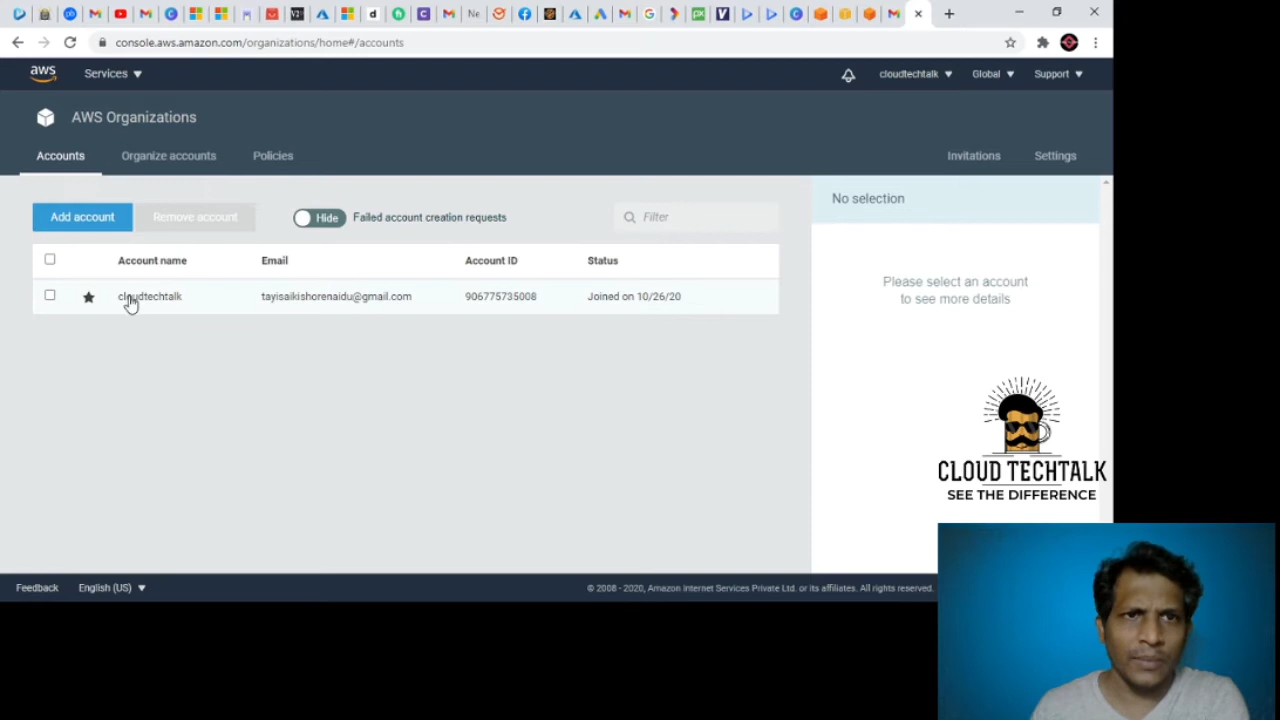 console.aws.amazon.com/organizations/home#/accounts
aws Services cloudtechtalk Global Support
AWS Organizations
Accounts Organize accounts Policies Invitations Settings
Add account Remove account Hide Failed account creation requests Filter
No selection
Account name Email Account ID Status
cloudtechtalk tayisaikishorenaidu@gmail.com 906775735008 Joined on 10/26/20
Please select an account
to see more details
CLOUD TECHTALK
SEE THE DIFFERENCE
Feedback English (US) © 2008 - 2020, Amazon Internet Services Private Ltd. or its affiliates. All rights reserved.